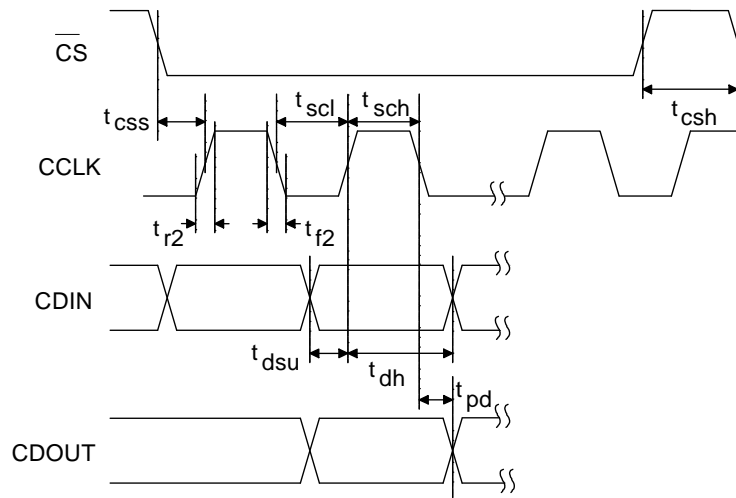 CS
t scl
t sch
t css
t csh
CCLK
t r2
t f2
CDIN
t dsu
t dh
t pd
CDOUT